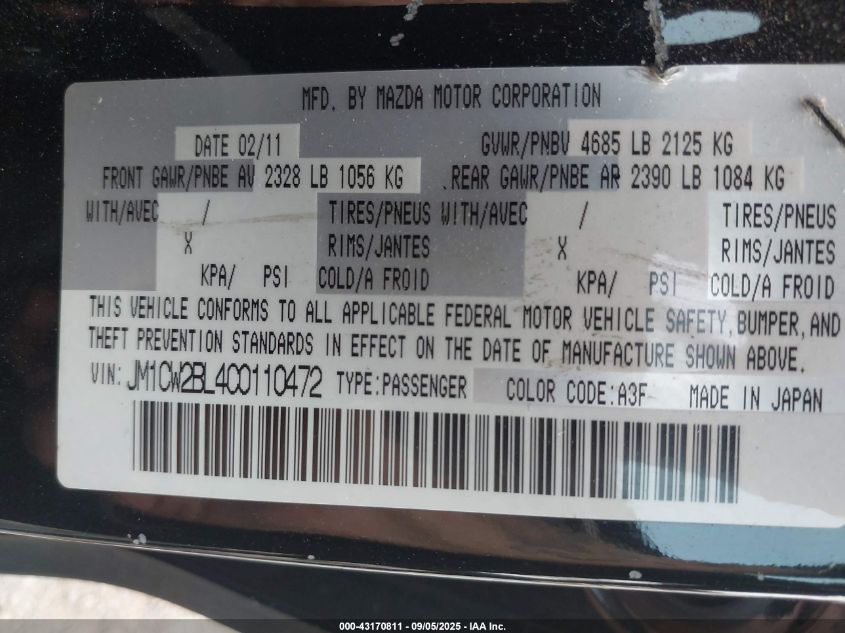 MFD. BY MAZDA MOTOR CORPORATION
DATE 02/11 GVWR/PNBV 4685 LB 2125 KG
FRONT GAWR/PNBE AV 2328 LB 1056 KG REAR GAWR/PNBE AR 2390 LB 1084 KG
WITH/AVEC / TIRES/PNEUS WITH/AVEC / TIRES/PNEUS
X RIMS/JANTES X RIMS/JANTES
KPA/ PSI COLD/A FROID KPA/ PSI COLD/A FROID
THIS VEHICLE CONFORMS TO ALL APPLICABLE FEDERAL MOTOR VEHICLE SAFETY, BUMPER, AND
THEFT PREVENTION STANDARDS IN EFFECT ON THE DATE OF MANUFACTURE SHOWN ABOVE.
VIN: JM1CW2BL4C0110472 TYPE:PASSENGER COLOR CODE:A3F MADE IN JAPAN
000-43170811 - 09/05/2025 - IAA Inc.